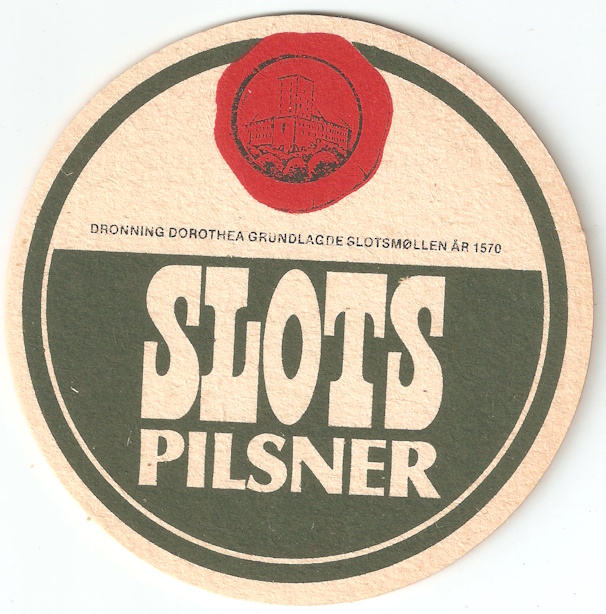 DRONNING DOROTHEA GRUNDLAGDE SLOTSMØLLEN ÅR 1570
SLOTS
PILSNER